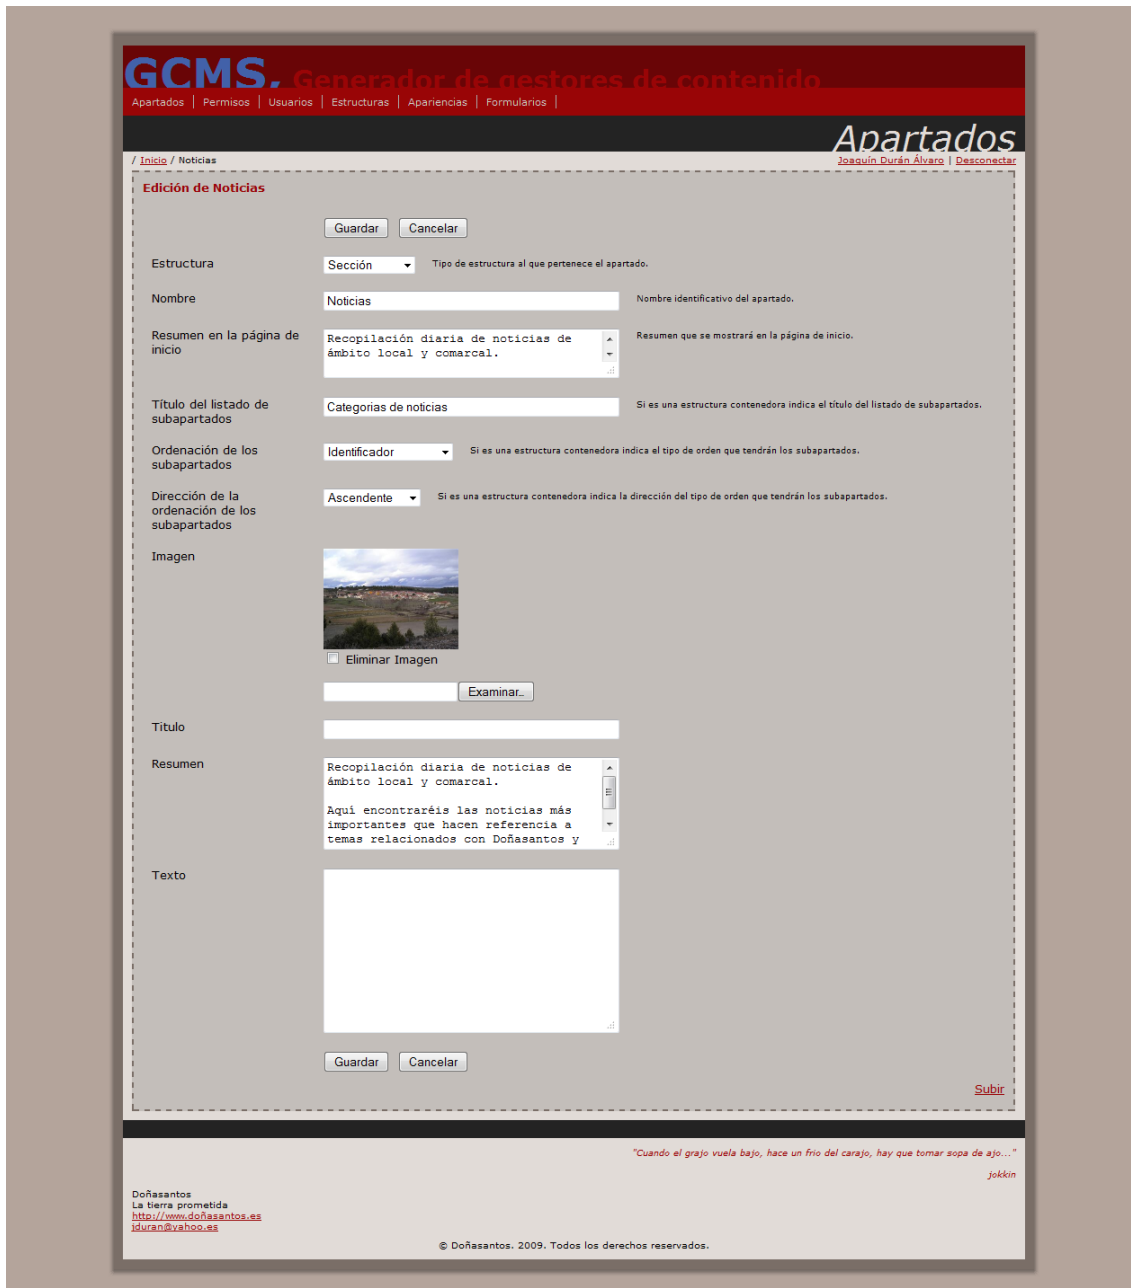 GCMS, Generador de gestores de contenido
Apartados | Permisos | Usuarios | Estructuras | Apariencias | Formularios |
Apartados
/ Inicio / Noticias
Joaquín Durán Álvaro | Desconectar
Edición de Noticias
Guardar Cancelar
Estructura
Sección
Tipo de estructura al que pertenece el apartado.
Nombre
Noticias
Nombre identificativo del apartado.
Resumen en la página de
inicio
Recopilación diaria de noticias de
ámbito local y comarcal.
Resumen que se mostrará en la página de inicio.
Título del listado de
subapartados
Categorias de noticias
Si es una estructura contenedora indica el título del listado de subapartados.
Ordenación de los
subapartados
Identificador
Si es una estructura contenedora indica el tipo de orden que tendrán los subapartados.
Dirección de la
ordenación de los
subapartados
Ascendente
Si es una estructura contenedora indica la dirección del tipo de orden que tendrán los subapartados.
Imagen
Eliminar Imagen
Examinar..
Titulo
Resumen
Recopilación diaria de noticias de
ámbito local y comarcal.
Aquí encontraréis las noticias más
importantes que hacen referencia a
temas relacionados con Doñasantos y
Texto
Guardar Cancelar
Subir
"Cuando el grajo vuela bajo, hace un frio del carajo, hay que tomar sopa de ajo..."
jokkin
Doñasantos
La tierra prometida
http://www.doñasantos.es
jduran@yahoo.es
© Doñasantos. 2009. Todos los derechos reservados.